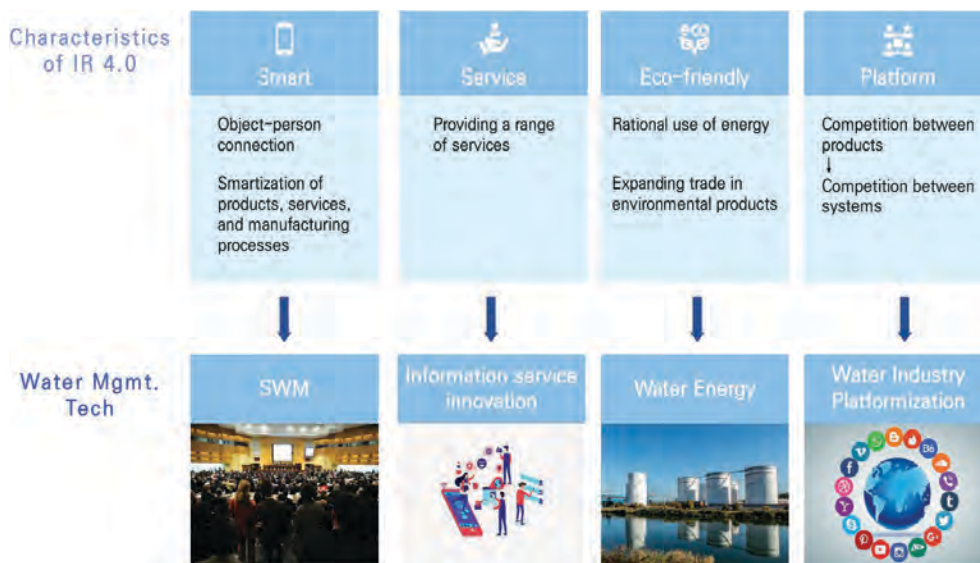 Characteristics
of IR 4.0
Smart
Service
eco
Eco-friendly
Platform
Object-person
connection
Smartization of
products, services,
and manufacturing
processes
Providing a range
of services
Rational use of energy
Expanding trade in
environmental products
Competition between
products
↓
Competition between
systems
Water Mgmt.
Tech
SWM
Information service
innovation
Water Energy
Water Industry
Platformization